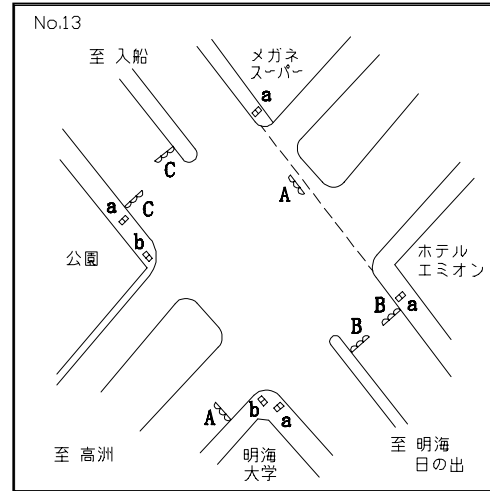 No.13
至 入船
メガネ
スーパー
a
C
C
A
a
b
公園
ホテル
エミオン
B
a
B
A
b
a
至 高洲
明海
大学
至 明海
日の出